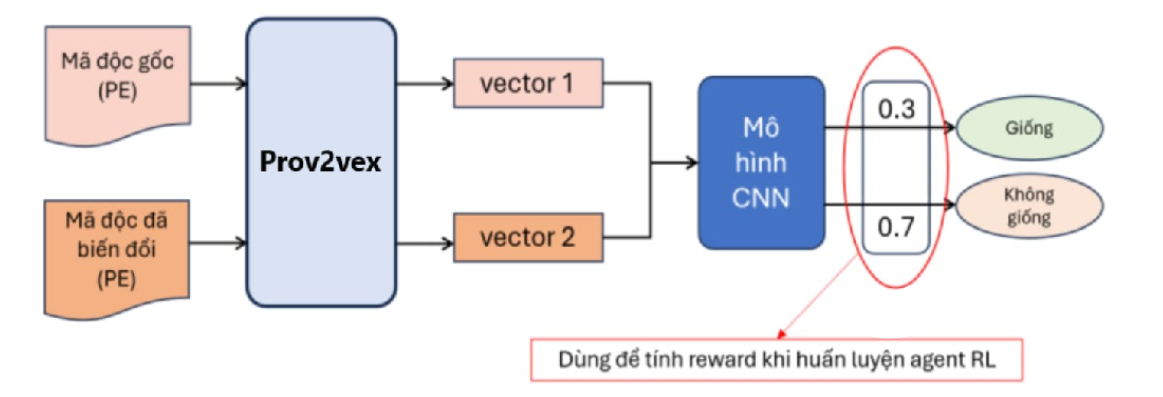 Mã độc gốc
(PE)
Mã độc đã
biến đổi
(PE)
Prov2vex
vector 1
vector 2
Mô
hình
CNN
0.3
0.7
Giống
Không
giống
Dùng để tính reward khi huấn luyện agent RL